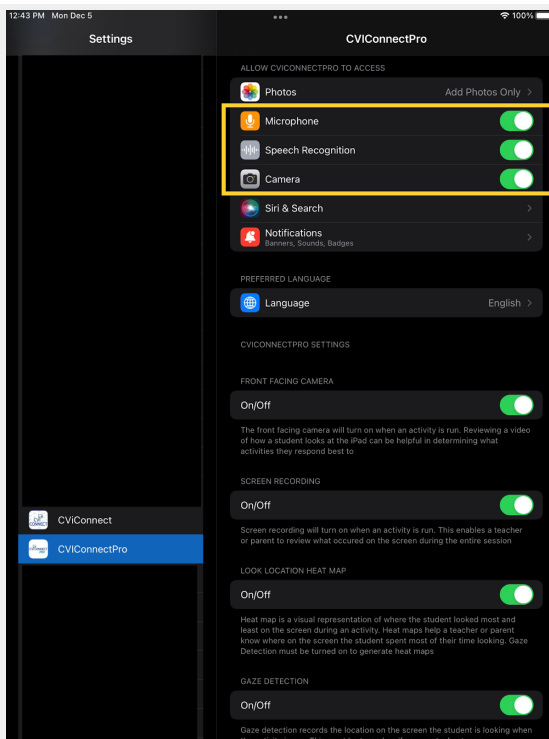 12:43 PM Mon Dec 5
100%
Settings
CVIConnectPro
ALLOW CVICONNECTPRO TO ACCESS
Photos Add Photos Only
Microphone
Speech Recognition
Camera
Siri & Search
Notifications
Banners, Sounds, Badges
PREFERRED LANGUAGE
Language English
CVICONNECTPRO SETTINGS
FRONT FACING CAMERA
On/Off
The front facing camera will turn on when an activity is run. Reviewing a video
of how a student looks at the iPad can be helpful in determining what
activities they respond best to
SCREEN RECORDING
On/Off
Screen recording will turn on when an activity is run. This enables a teacher
or parent to review what occured on the screen during the entire session
LOOK LOCATION HEAT MAP
On/Off
Heat map is a visual representation of where the student looked most and
least on the screen during an activity. Heat maps help a teacher or parent
know where on the screen the student spent most of their time looking. Gaze
Detection must be turned on to generate heat maps
GAZE DETECTION
On/Off
Gaze detection records the location on the screen the student is looking when
CViConnect
CVIConnectPro